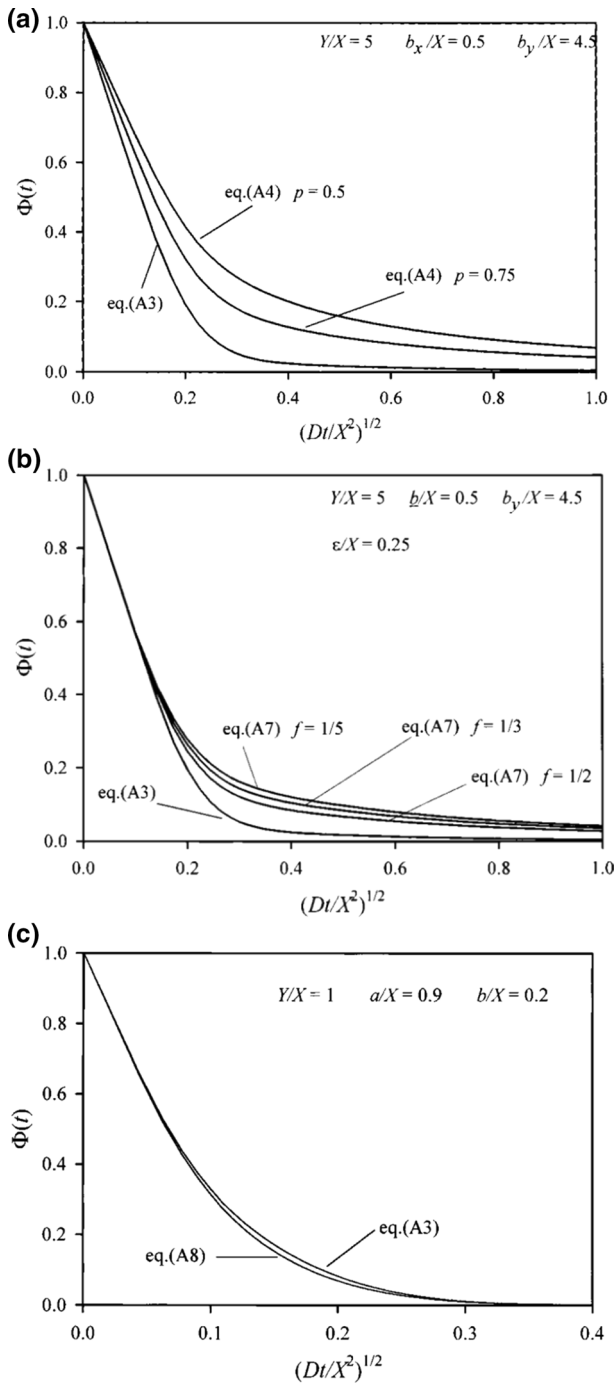 (a)
1.0
Y/X = 5 b_x/X = 0.5 b_y/X = 4.5
0.8
0.6
Φ(t)
eq.(A4) p = 0.5
0.4
eq.(A3)
eq.(A4) p = 0.75
0.2
0.0
0.0 0.2 0.4 0.6 0.8 1.0
(Dt/X²)^1/2
(b)
1.0
Y/X = 5 b/X = 0.5 b_y/X = 4.5
0.8
ε/X = 0.25
0.6
Φ(t)
0.4
eq.(A7) f = 1/5 eq.(A7) f = 1/3
0.2
eq.(A3)
eq.(A7) f = 1/2
0.0
0.0 0.2 0.4 0.6 0.8 1.0
(Dt/X²)^1/2
(c)
1.0
Y/X = 1 a/X = 0.9 b/X = 0.2
0.8
0.6
Φ(t)
0.4
0.2
eq.(A3)
eq.(A8)
0.0
0.0 0.1 0.2 0.3 0.4
(Dt/X²)^1/2